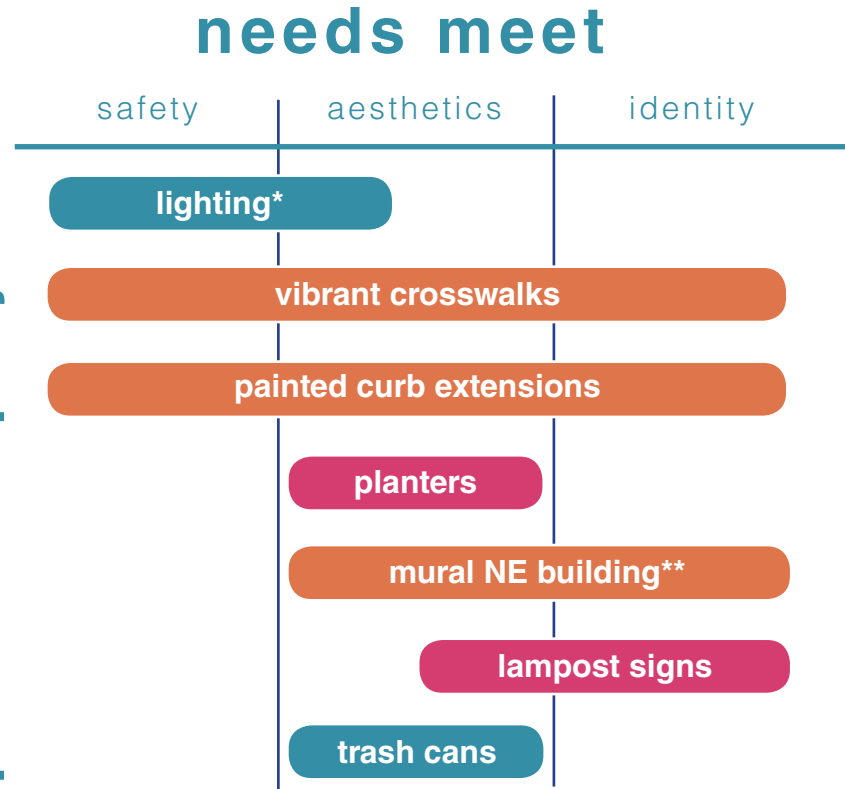 needs meet
safety aesthetics identity
lighting*
vibrant crosswalks
painted curb extensions
planters
mural NE building**
lampost signs
trash cans